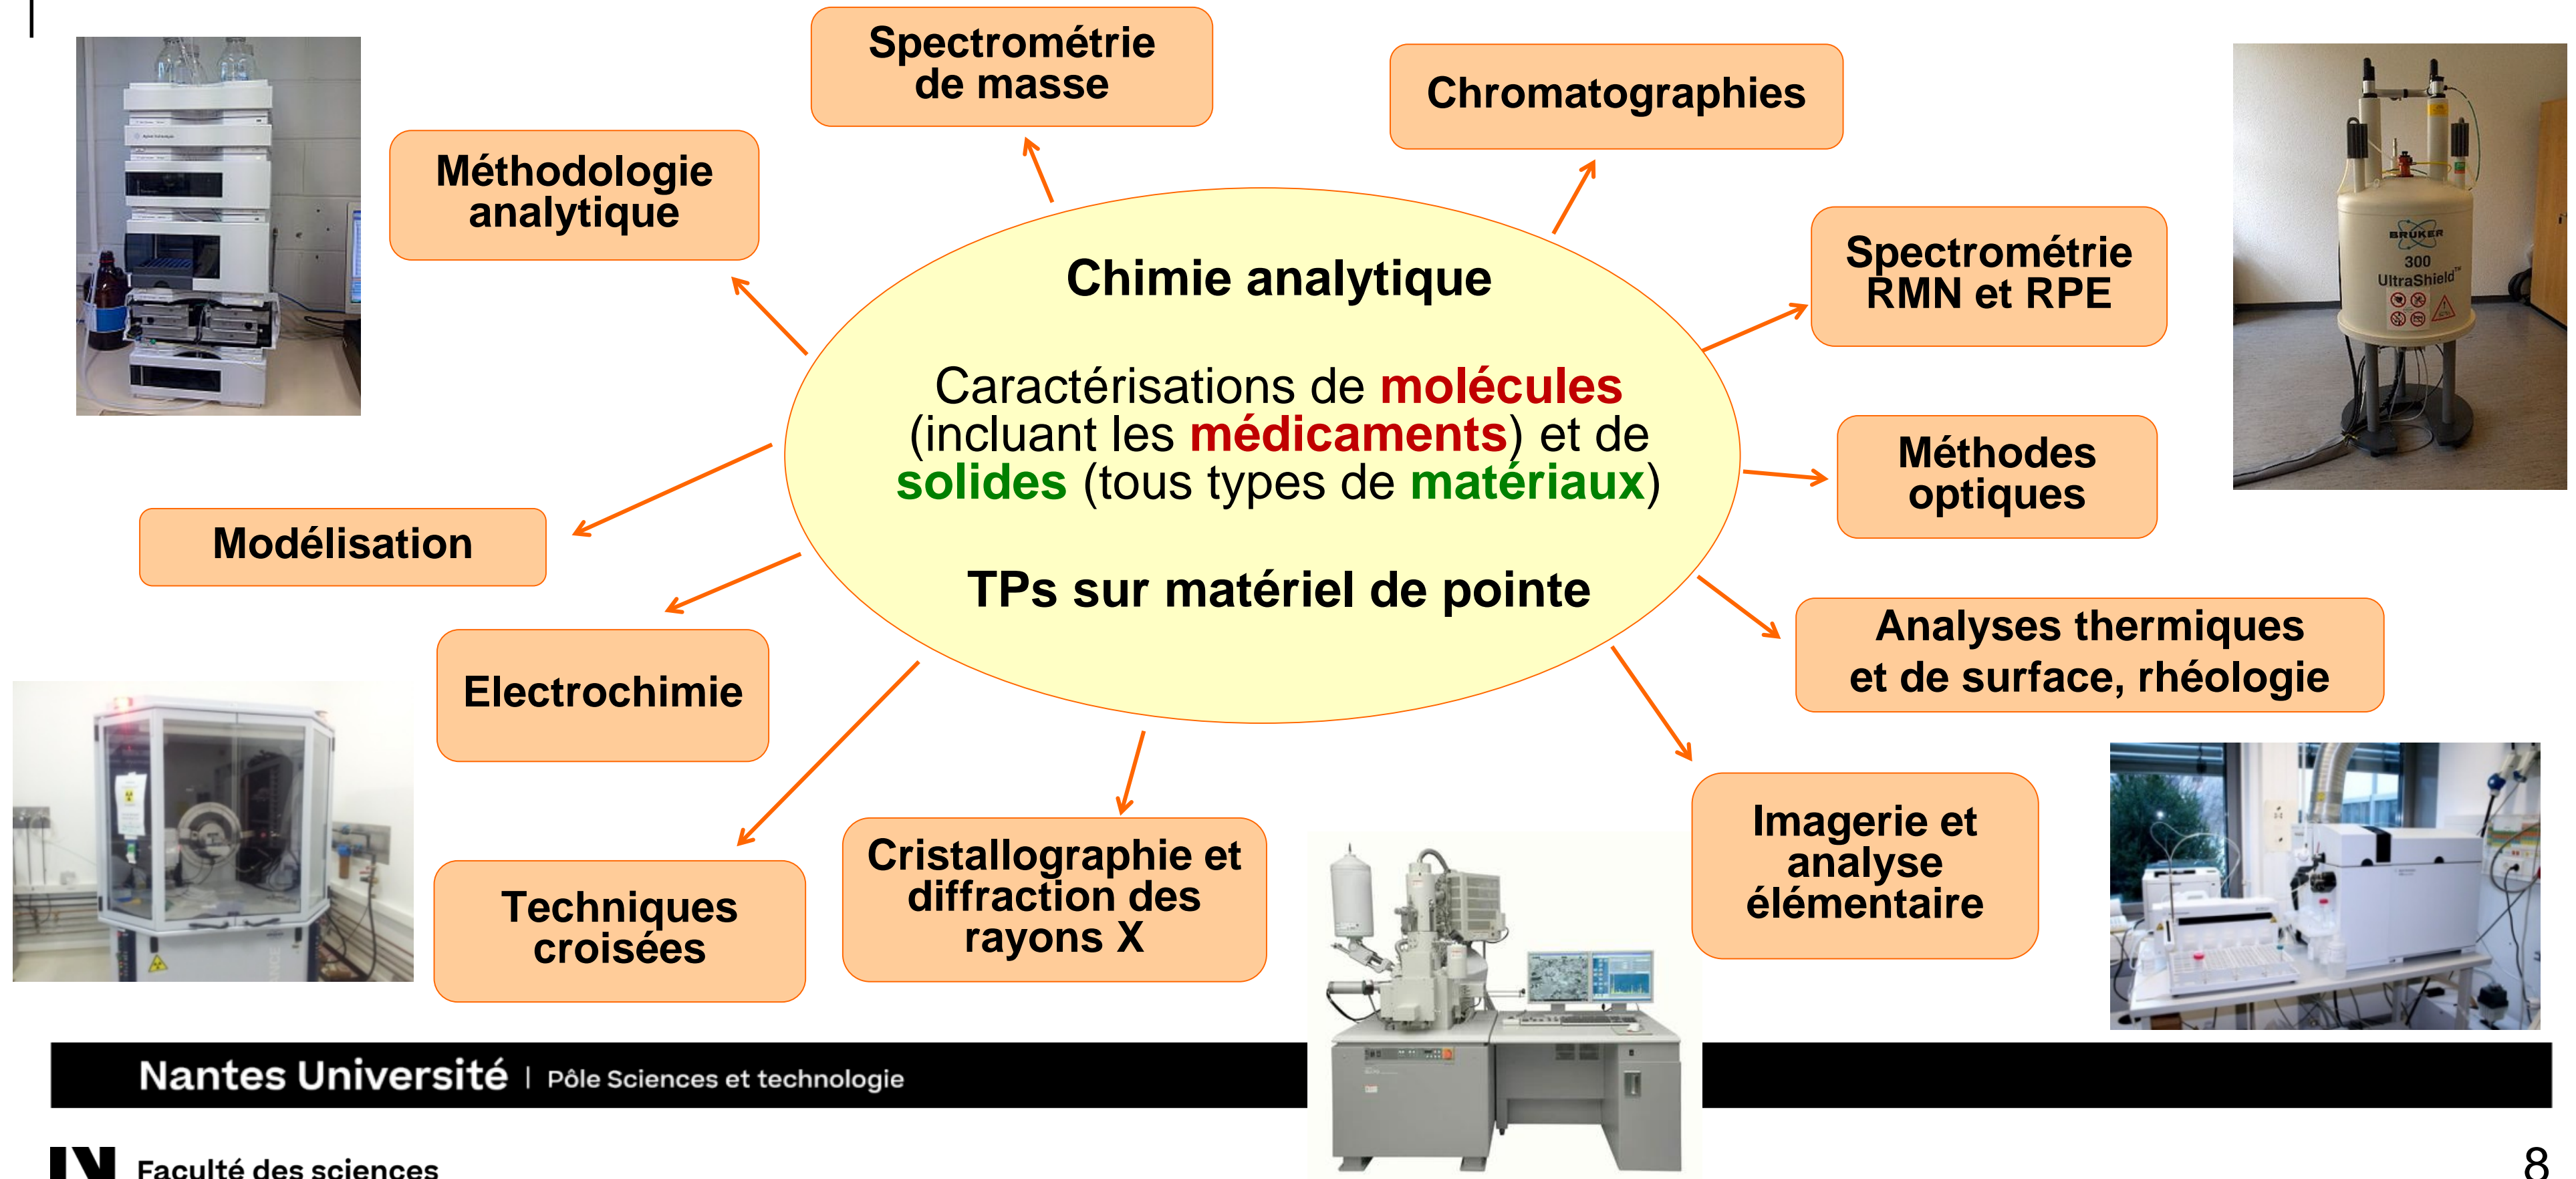 Spectrométrie
de masse
Chromatographies
Méthodologie
analytique
Spectrométrie
RMN et RPE
BRUKER
300
UltraShield™
Chimie analytique
Caractérisations de molécules
(incluant les médicaments) et de
solides (tous types de matériaux)
TPs sur matériel de pointe
Méthodes
optiques
Modélisation
Analyses thermiques
et de surface, rhéologie
Electrochimie
Imagerie et
analyse
élémentaire
Cristallographie et
diffraction des
rayons X
Techniques
croisées
Nantes Université | Pôle Sciences et technologie
Faculté des sciences
8